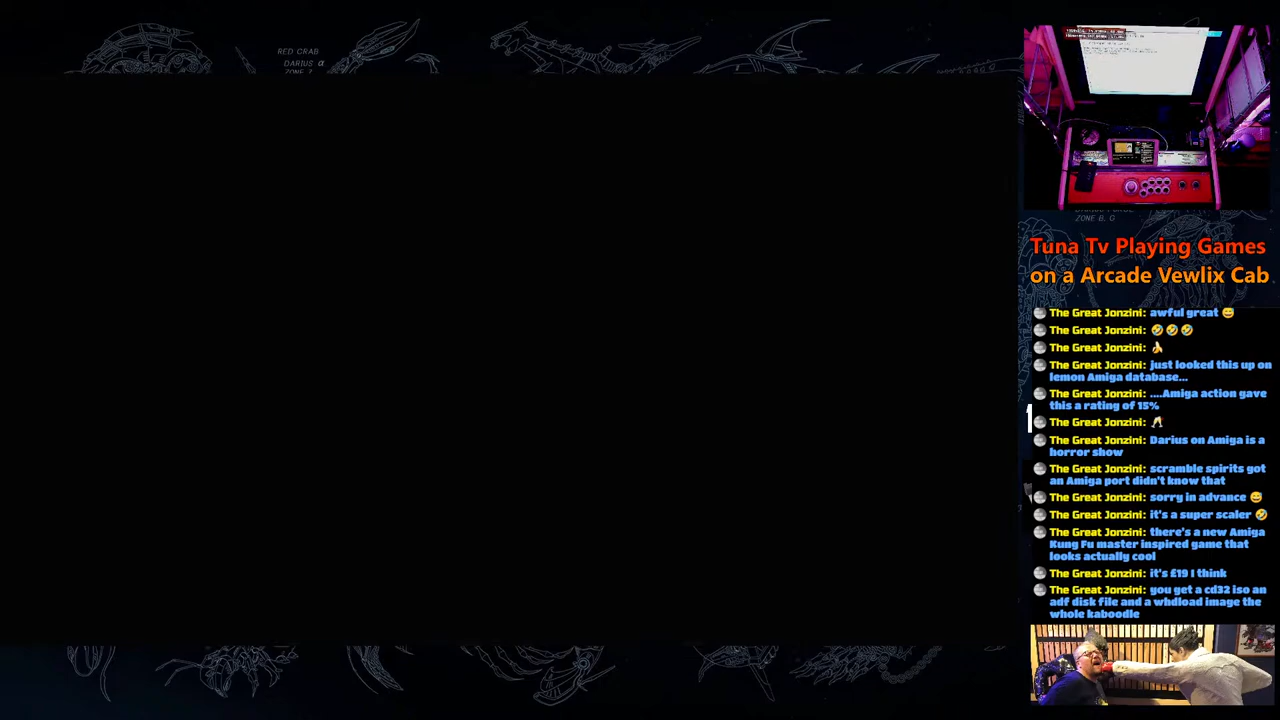 RED CRAB
DARIUS α
ZONE Z
ZONE B, G
Tuna Tv Playing Games
on a Arcade Vewlix Cab
The Great Jonzini: awful great 😅
The Great Jonzini: 🤣🤣🤣
The Great Jonzini: 🍌
The Great Jonzini: just looked this up on
lemon Amiga database...
The Great Jonzini: ....Amiga action gave
this a rating of 15%
The Great Jonzini: 🥂
The Great Jonzini: Darius on Amiga is a
horror show
The Great Jonzini: scramble spirits got
an Amiga port didn't know that
The Great Jonzini: sorry in advance 😅
The Great Jonzini: it's a super scaler 🤣
The Great Jonzini: there's a new Amiga
Kung Fu master inspired game that
looks actually cool
The Great Jonzini: it's £19 I think
The Great Jonzini: you get a cd32 iso an
adf disk file and a whdload image the
whole kaboodle